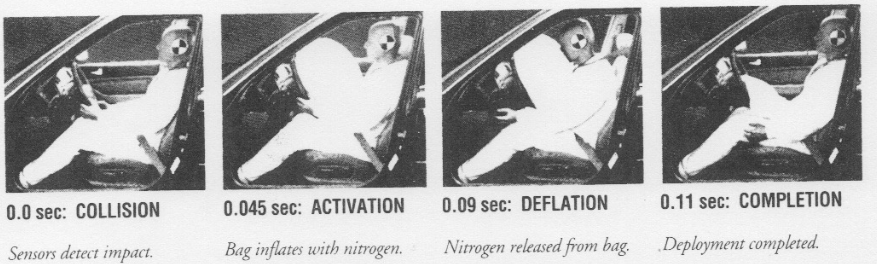 0.0 sec: COLLISION
0.045 sec: ACTIVATION
0.09 sec: DEFLATION
0.11 sec: COMPLETION
Sensors detect impact.
Bag inflates with nitrogen.
Nitrogen released from bag.
Deployment completed.